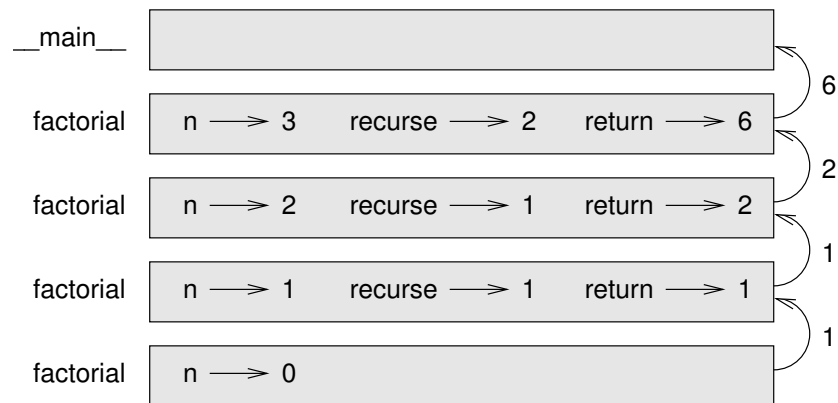 __main__
6
factorial n 3 recurse 2 return 6
2
factorial n 2 recurse 1 return 2
1
factorial n 1 recurse 1 return 1
1
factorial n 0